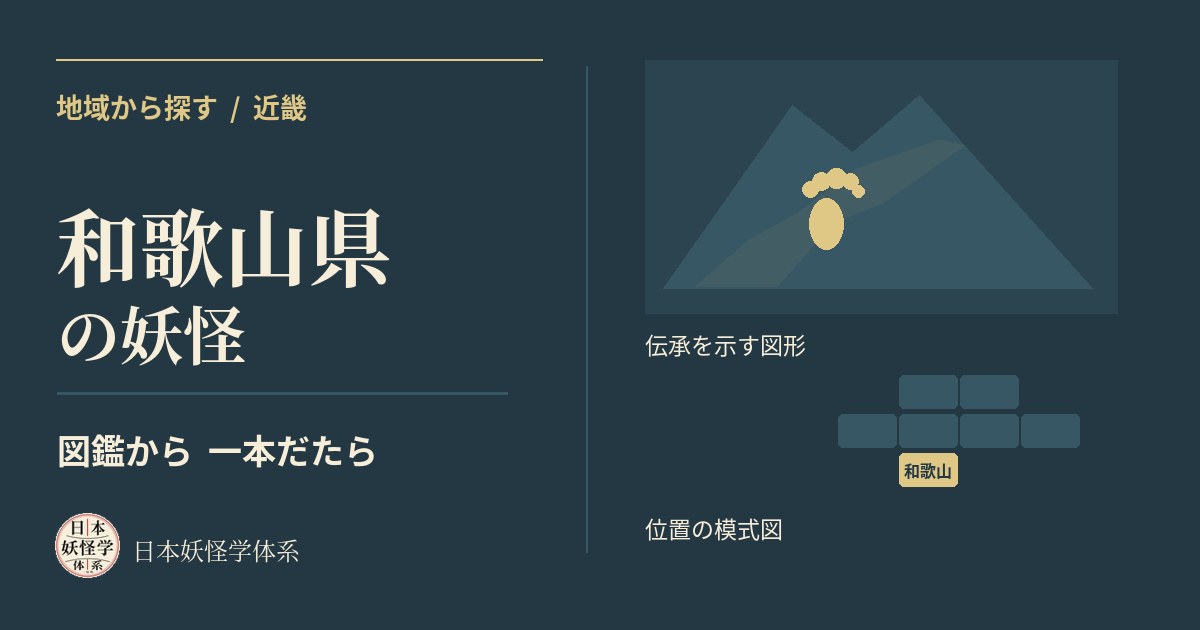 地域から探す / 近畿
和歌山県
の妖怪
図鑑から 一本だたら
日本
妖怪学
体系
日本妖怪学体系
伝承を示す図形
和歌山
位置の模式図